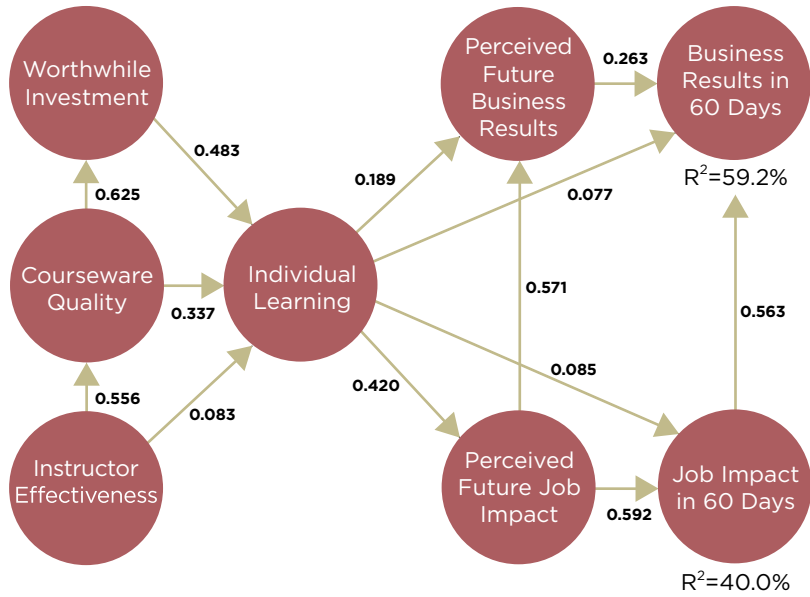 Worthwhile
Investment
0.483
0.625
Courseware
Quality
0.337
0.556
0.083
Instructor
Effectiveness
Individual
Learning
0.189
0.420
Perceived
Future
Business
Results
0.263
Business
Results in
60 Days
R²=59.2%
0.077
0.571
0.563
0.085
Perceived
Future Job
Impact
0.592
Job Impact
in 60 Days
R²=40.0%